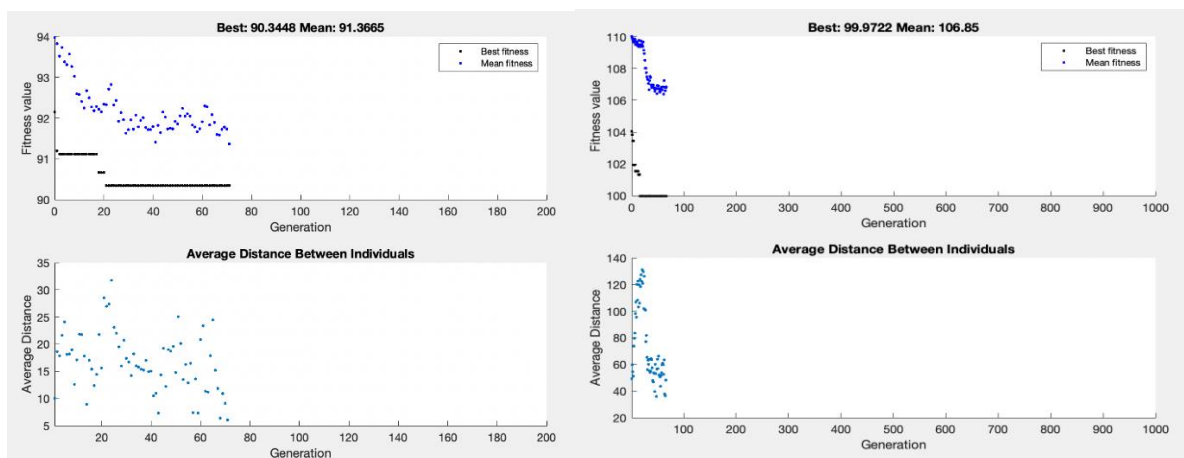 Best: 90.3448 Mean: 91.3665
94
93
92
91
90
Fitness value
Best fitness
Mean fitness
0 20 40 60 80 100 120 140 160 180 200
Generation
Average Distance Between Individuals
35
30
25
20
15
10
5
Average Distance
20 40 60 80 100 120 140 160 180 200
Generation
Best: 99.9722 Mean: 106.85
110
108
106
104
102
100
Fitness value
Best fitness
Mean fitness
0 100 200 300 400 500 600 700 800 900 1000
Generation
Average Distance Between Individuals
140
120
100
80
60
40
20
Average Distance
100 200 300 400 500 600 700 800 900 1000
Generation